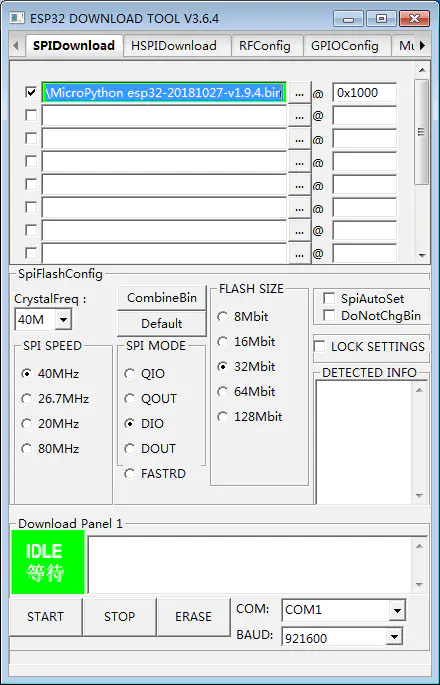 ESP32 DOWNLOAD TOOL V3.6.4
SPIDownload HSPIDownload RFConfig GPIOConfig Mu
\MicroPython esp32-20181027-v1.9.4.bin ... @ 0x1000
... @
... @
... @
... @
... @
... @
... @
SpiFlashConfig
CrystalFreq :
40M
CombineBin
Default
SPI SPEED
40MHz
26.7MHz
20MHz
80MHz
SPI MODE
QIO
QOUT
DIO
DOUT
FASTRD
FLASH SIZE
8Mbit
16Mbit
32Mbit
64Mbit
128Mbit
SpiAutoSet
DoNotChgBin
LOCK SETTINGS
DETECTED INFO
Download Panel 1
IDLE
等待
START STOP ERASE
COM: COM1
BAUD: 921600